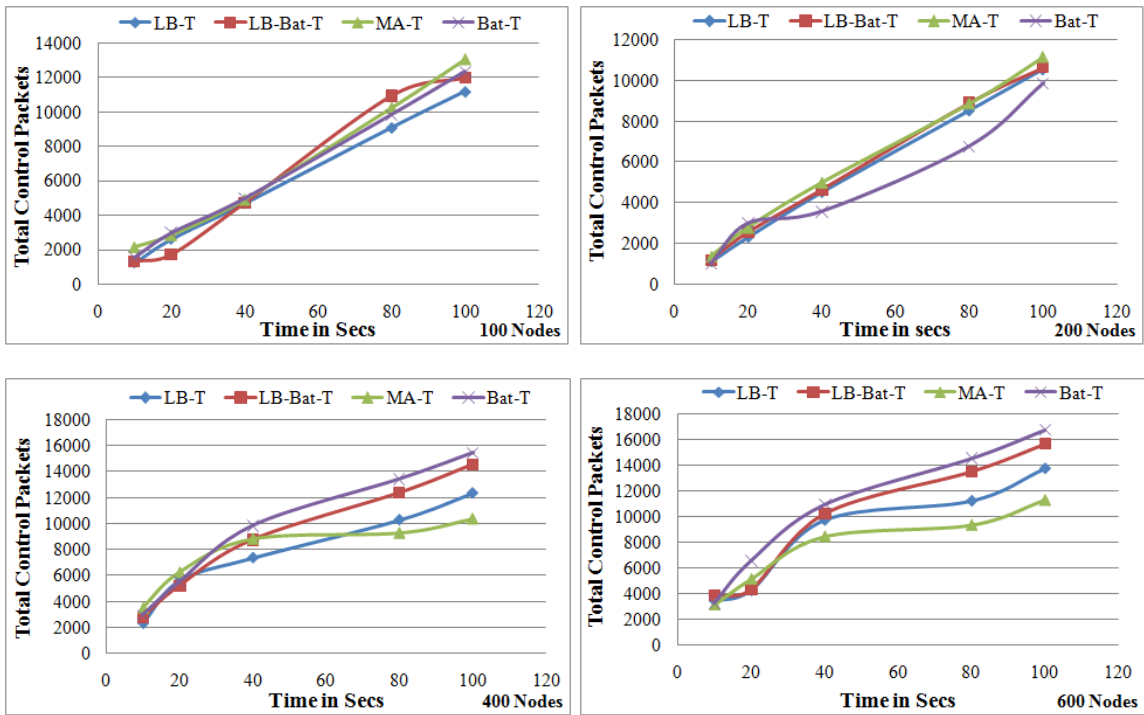 LB-T LB-Bat-T MA-T Bat-T
14000
12000
10000
8000
6000
4000
2000
0
Total Control Packets
0 20 40 60 80 100 120
Time in Secs
100 Nodes
LB-T LB-Bat-T MA-T Bat-T
12000
10000
8000
6000
4000
2000
0
Total Control Packets
0 20 40 60 80 100 120
Time in secs
200 Nodes
LB-T LB-Bat-T MA-T Bat-T
18000
16000
14000
12000
10000
8000
6000
4000
2000
0
Total Control Packets
0 20 40 60 80 100 120
Time in Secs
400 Nodes
LB-T LB-Bat-T MA-T Bat-T
18000
16000
14000
12000
10000
8000
6000
4000
2000
0
Total Control Packets
0 20 40 60 80 100 120
Time in Secs
600 Nodes